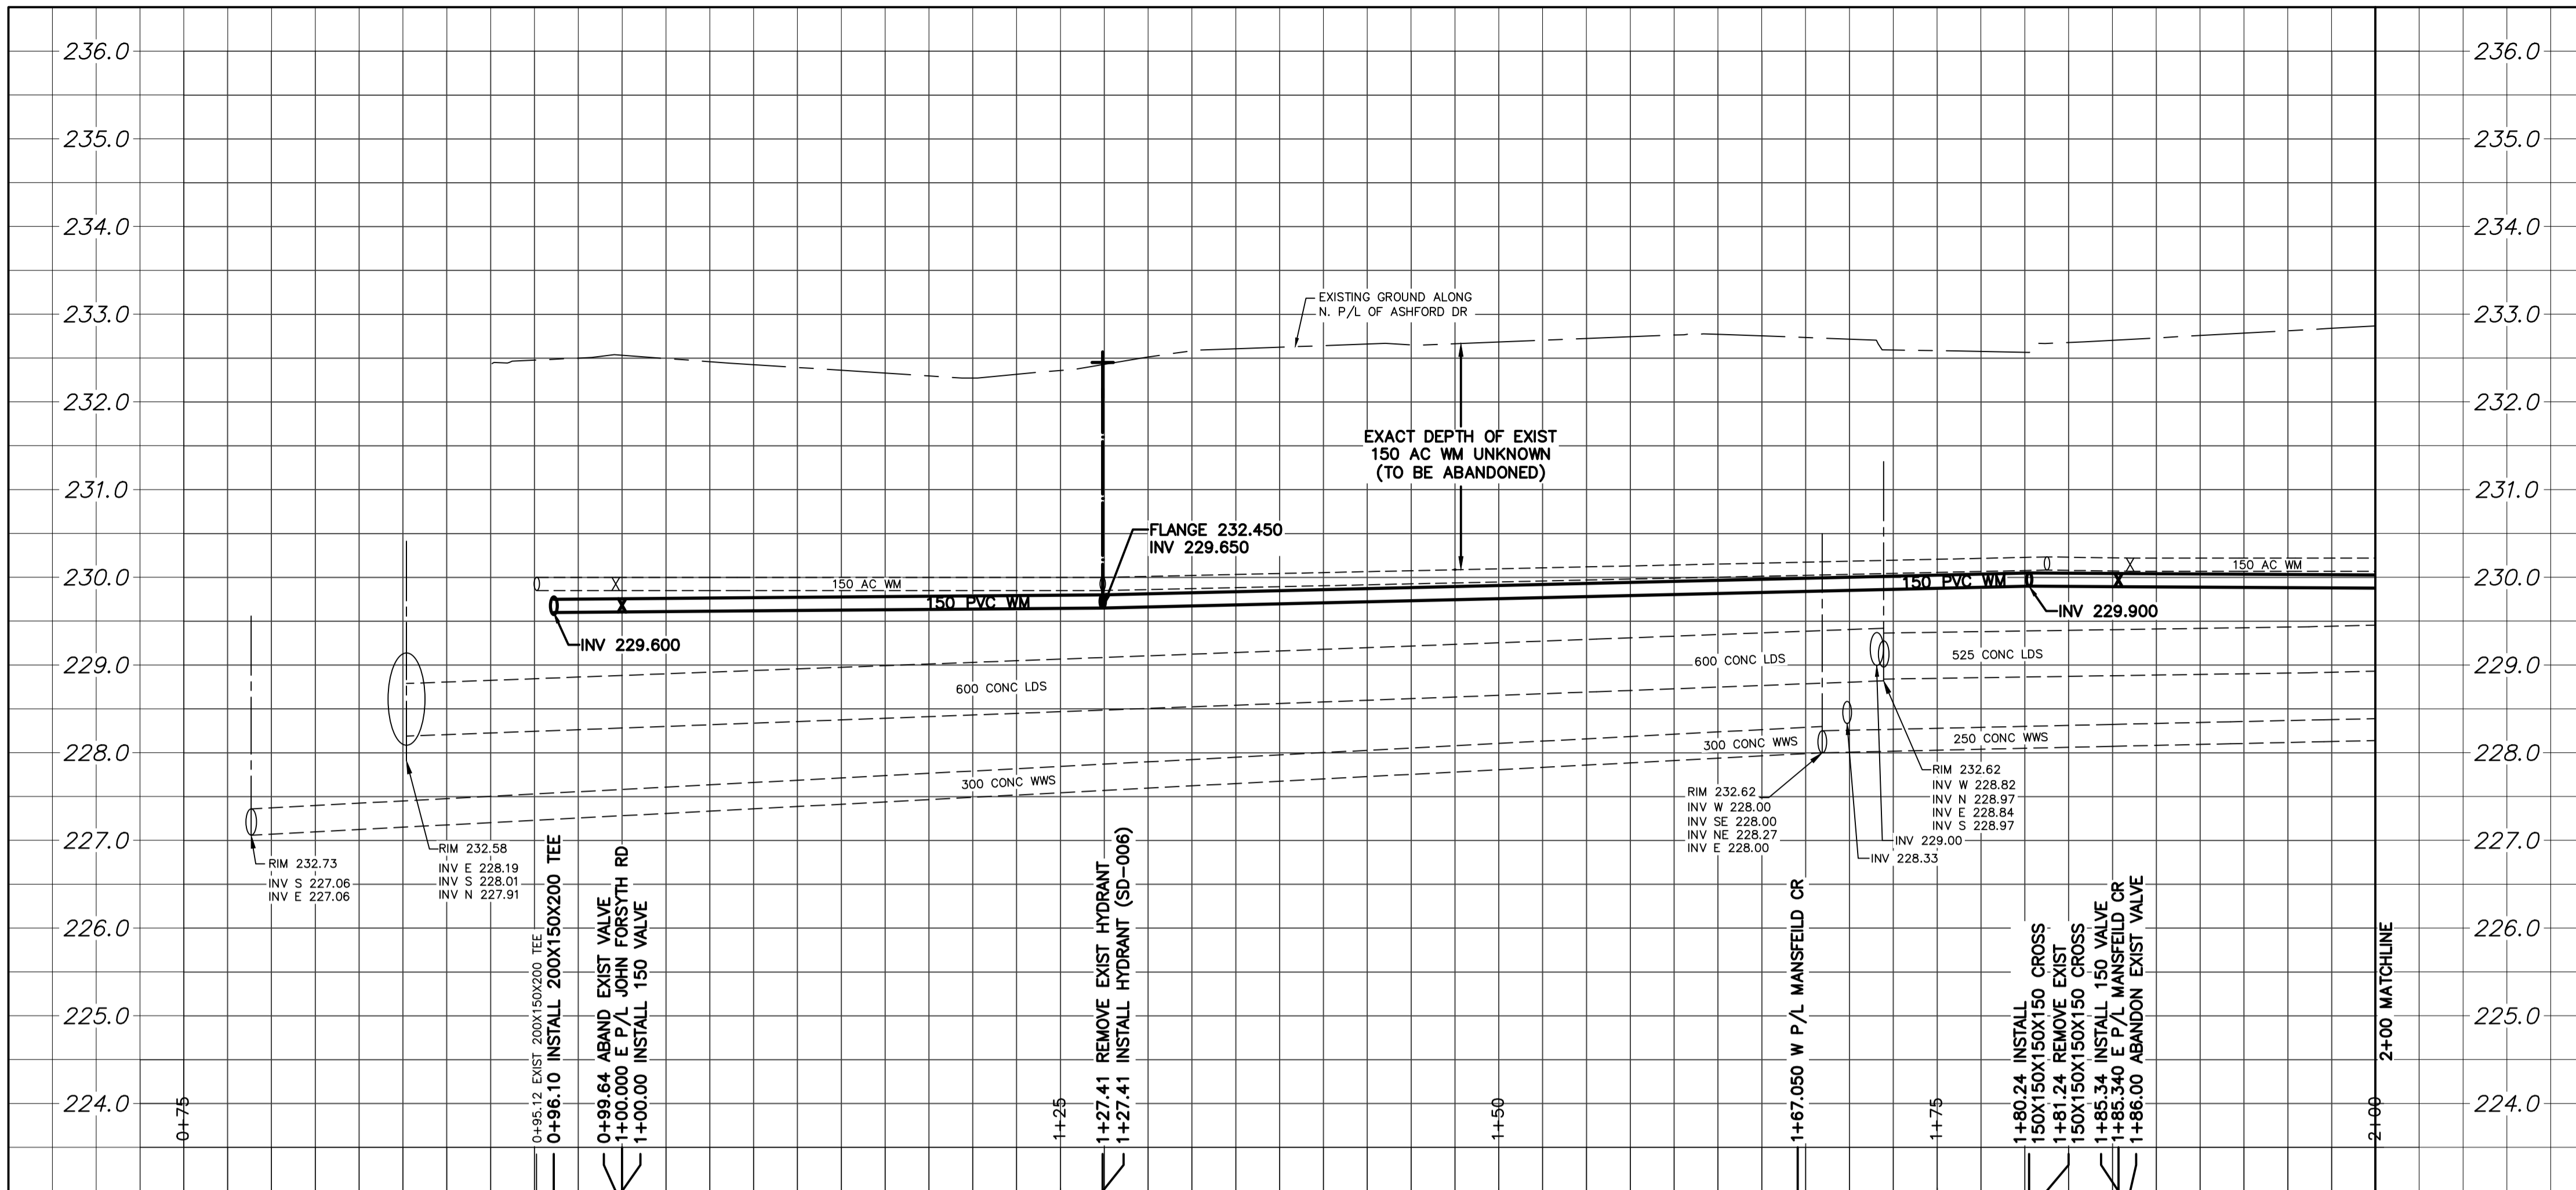 236.0
236.0
235.0
235.0
234.0
234.0
233.0
233.0
232.0
232.0
231.0
231.0
230.0
230.0
229.0
229.0
228.0
228.0
227.0
227.0
226.0
226.0
225.0
225.0
224.0
224.0
EXISTING GROUND ALONG
N. P/L OF ASHFORD DR
EXACT DEPTH OF EXIST
150 AC WM UNKNOWN
(TO BE ABANDONED)
FLANGE 232.450
INV 229.650
150 AC WM
150 AC WM
150 PVC WM
150 PVC WM
INV 229.600
INV 229.900
600 CONC LDS
600 CONC LDS
525 CONC LDS
300 CONC WWS
300 CONC WWS
250 CONC WWS
RIM 232.73
INV S 227.06
INV E 227.06
RIM 232.58
INV E 228.19
INV S 228.01
INV N 227.91
RIM 232.62
INV W 228.00
INV SE 228.00
INV NE 228.27
INV E 228.00
RIM 232.62
INV W 228.82
INV N 228.97
INV E 228.84
INV S 228.97
INV 229.00
INV 228.33
0+75
0+95.12 EXIST 200X150X200 TEE
0+96.10 INSTALL 200X150X200 TEE
0+99.64 ABAND EXIST VALVE
1+00.000 E P/L JOHN FORSYTH RD
1+00.00 INSTALL 150 VALVE
1+25
1+27.41 REMOVE EXIST HYDRANT
1+27.41 INSTALL HYDRANT (SD-006)
1+50
1+67.050 W P/L MANSFEILD CR
1+75
1+80.24 INSTALL
150X150X150X150 CROSS
1+81.24 REMOVE EXIST
150X150X150X150 CROSS
1+85.34 INSTALL 150 VALVE
1+85.340 E P/L MANSFEILD CR
1+86.00 ABANDON EXIST VALVE
2+00
2+00 MATCHLINE